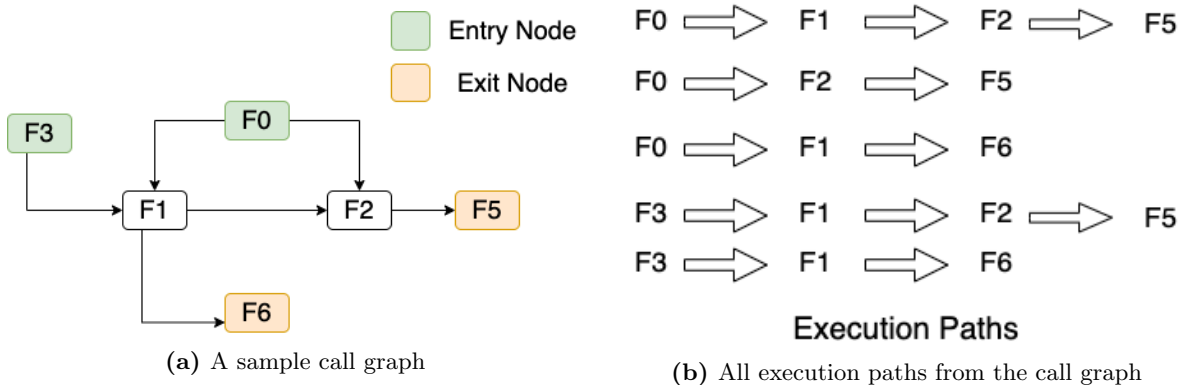 Entry Node
Exit Node
F3
F0
F1
F2
F5
F6
(a) A sample call graph
F0 F1 F2 F5
F0 F2 F5
F0 F1 F6
F3 F1 F2 F5
F3 F1 F6
Execution Paths
(b) All execution paths from the call graph